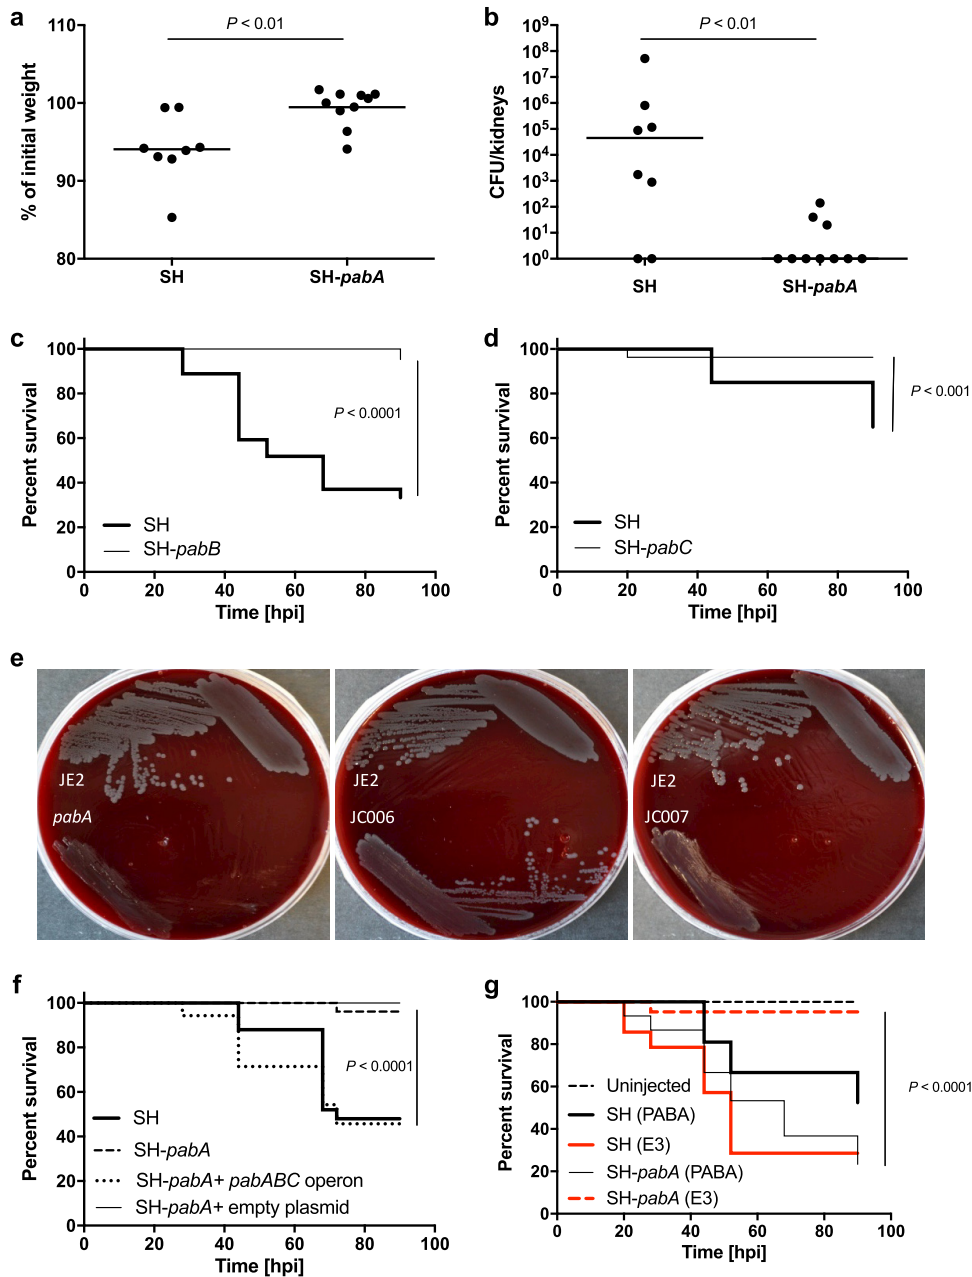 a
P < 0.01
% of initial weight
110
100
90
80
SH
SH-pabA
b
P < 0.01
CFU/kidneys
10⁹
10⁸
10⁷
10⁶
10⁵
10⁴
10³
10²
10¹
10⁰
SH
SH-pabA
c
Percent survival
100
80
60
40
20
0
P < 0.0001
SH
SH-pabB
0 20 40 60 80 100
Time [hpi]
d
Percent survival
100
80
60
40
20
0
P < 0.001
SH
SH-pabC
0 20 40 60 80 100
Time [hpi]
e
JE2
pabA
JE2
JC006
JE2
JC007
f
Percent survival
100
80
60
40
20
0
P < 0.0001
SH
SH-pabA
SH-pabA+ pabABC operon
SH-pabA+ empty plasmid
0 20 40 60 80 100
Time [hpi]
g
Percent survival
100
80
60
40
20
0
P < 0.0001
Uninjected
SH (PABA)
SH (E3)
SH-pabA (PABA)
SH-pabA (E3)
0 20 40 60 80 100
Time [hpi]